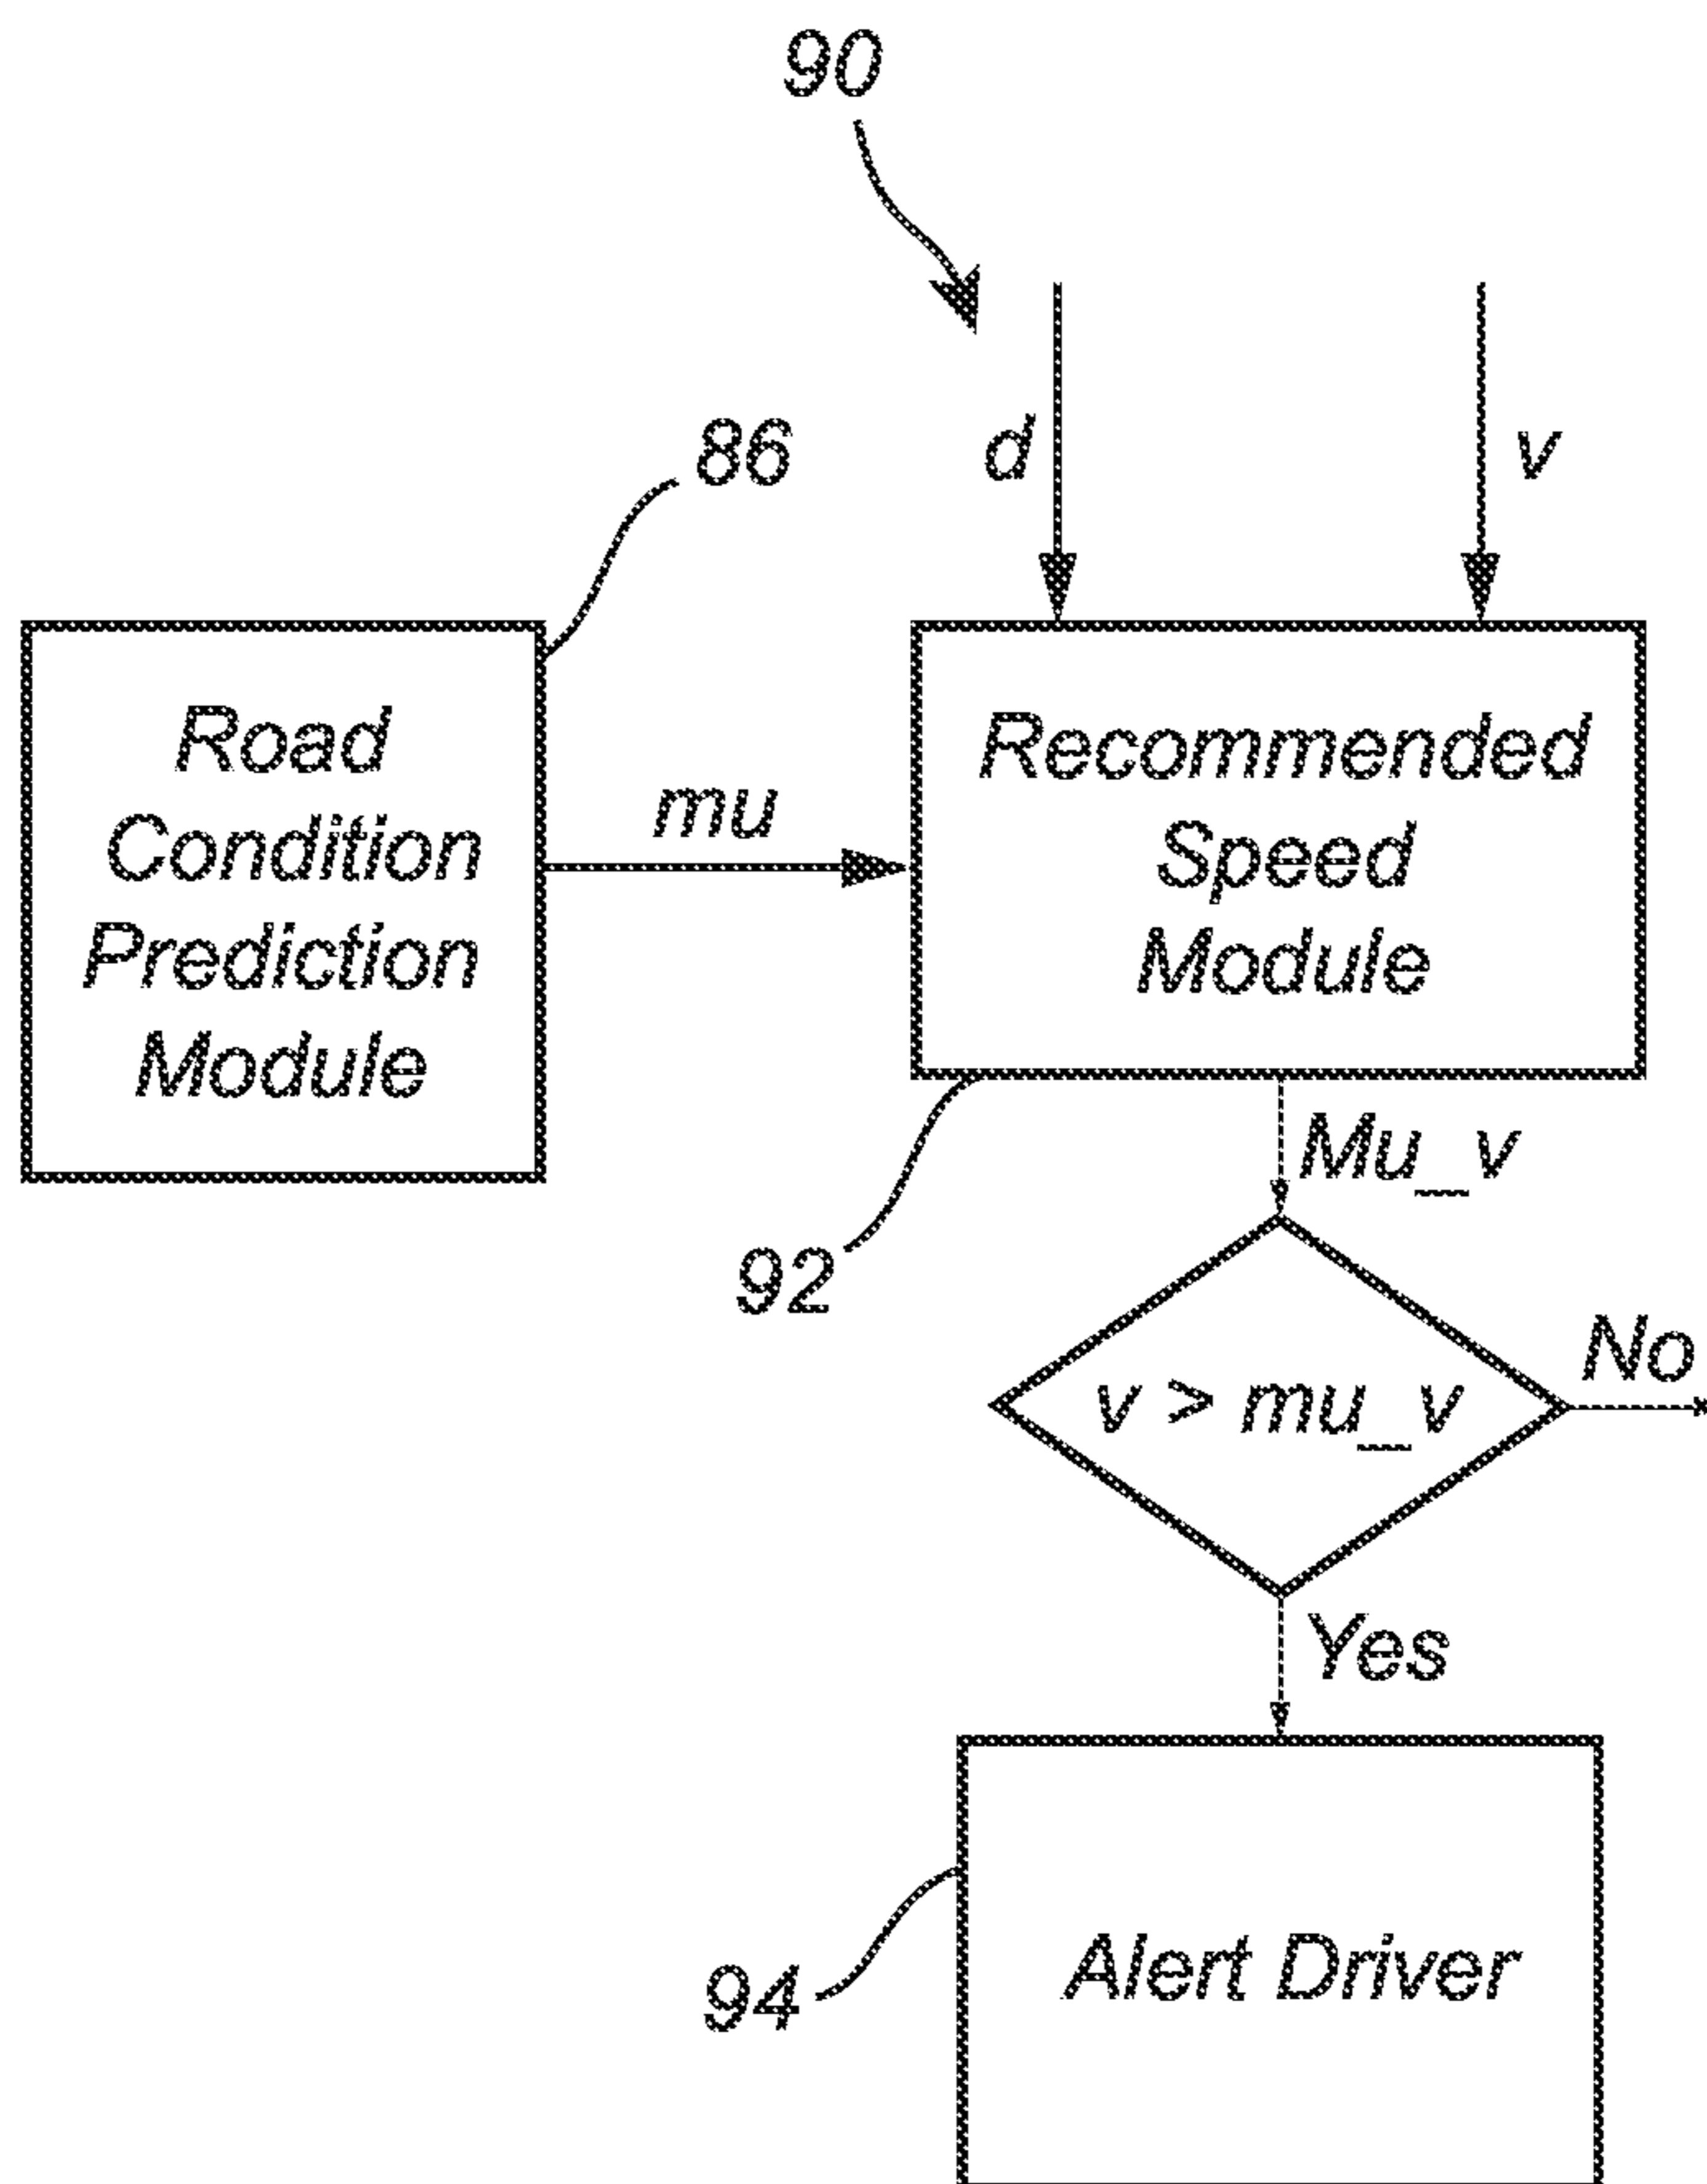 90
86
d
v
Road
Condition
Prediction
Module
mu
Recommended
Speed
Module
Mu_v
92
v > mu_v
No
Yes
94
Alert Driver